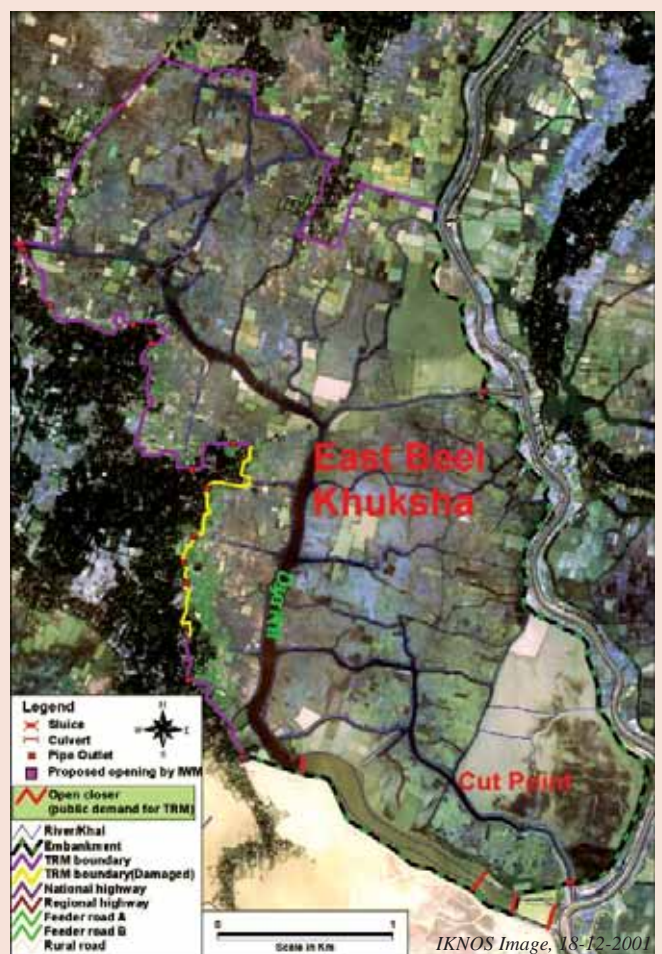 East Beel
Khuksha
Cut Point
Legend
Sluice
Culvert
Pipe Outlet
Proposed opening by IWM
Open closer
(public demand for TRM)
River/Khal
Embankment
TRM boundary
TRM boundary(Damaged)
National highway
Regional highway
Feeder road A
Feeder road B
Rural road
N
W
E
S
0
1
Scale in Km
IKNOS Image, 18-12-2001